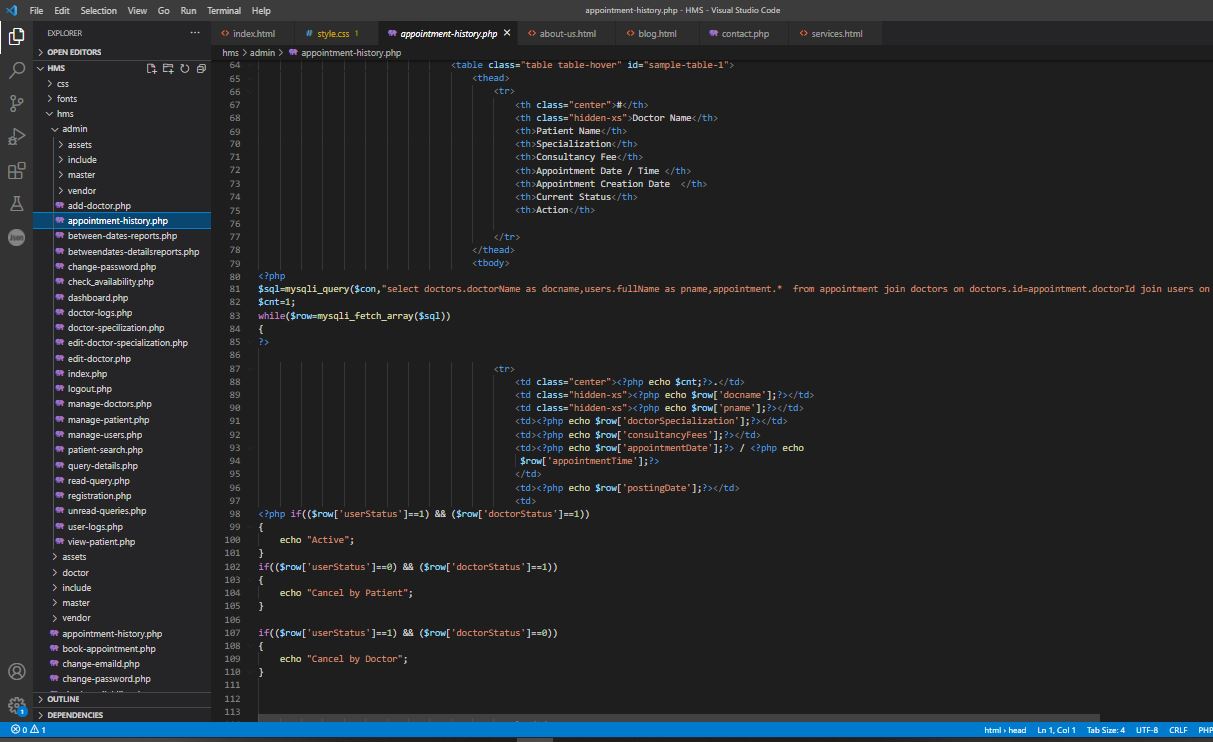 File Edit Selection View Go Run Terminal Help
appointment-history.php - HMS - Visual Studio Code
EXPLORER
OPEN EDITORS
HMS
css
fonts
hms
admin
assets
include
master
vendor
add-doctor.php
appointment-history.php
between-dates-reports.php
betweendates-detailsreports.php
change-password.php
check_availability.php
dashboard.php
doctor-logs.php
doctor-specilization.php
edit-doctor-specialization.php
edit-doctor.php
index.php
logout.php
manage-doctors.php
manage-patient.php
manage-users.php
patient-search.php
query-details.php
read-query.php
registration.php
unread-queries.php
user-logs.php
view-patient.php
assets
doctor
include
master
vendor
appointment-history.php
book-appointment.php
change-emaild.php
change-password.php
OUTLINE
DEPENDENCIES
Json
1
index.html style.css 1 appointment-history.php about-us.html blog.html contact.php services.html
hms > admin > appointment-history.php
64 <table class="table table-hover" id="sample-table-1">
65 <thead>
66 <tr>
67 <th class="center">#</th>
68 <th class="hidden-xs">Doctor Name</th>
69 <th>Patient Name</th>
70 <th>Specialization</th>
71 <th>Consultancy Fee</th>
72 <th>Appointment Date / Time </th>
73 <th>Appointment Creation Date  </th>
74 <th>Current Status</th>
75 <th>Action</th>
76
77 </tr>
78 </thead>
79 <tbody>
80 <?php
81 $sql=mysqli_query($con,"select doctors.doctorName as docname,users.fullName as pname,appointment.*  from appointment join doctors on doctors.id=appointment.doctorId join users on
82 $cnt=1;
83 while($row=mysqli_fetch_array($sql))
84 {
85 ?>
86
87 <tr>
88 <td class="center"><?php echo $cnt;?>.</td>
89 <td class="hidden-xs"><?php echo $row['docname'];?></td>
90 <td class="hidden-xs"><?php echo $row['pname'];?></td>
91 <td><?php echo $row['doctorSpecialization'];?></td>
92 <td><?php echo $row['consultancyFees'];?></td>
93 <td><?php echo $row['appointmentDate'];?> / <?php echo
94 $row['appointmentTime'];?>
95 </td>
96 <td><?php echo $row['postingDate'];?></td>
97 <td>
98 <?php if(($row['userStatus']==1) && ($row['doctorStatus']==1))
99 {
100 echo "Active";
101 }
102 if(($row['userStatus']==0) && ($row['doctorStatus']==1))
103 {
104 echo "Cancel by Patient";
105 }
106
107 if(($row['userStatus']==1) && ($row['doctorStatus']==0))
108 {
109 echo "Cancel by Doctor";
110 }
111
112
113
0 1
html > head Ln 1, Col 1 Tab Size: 4 UTF-8 CRLF PHP